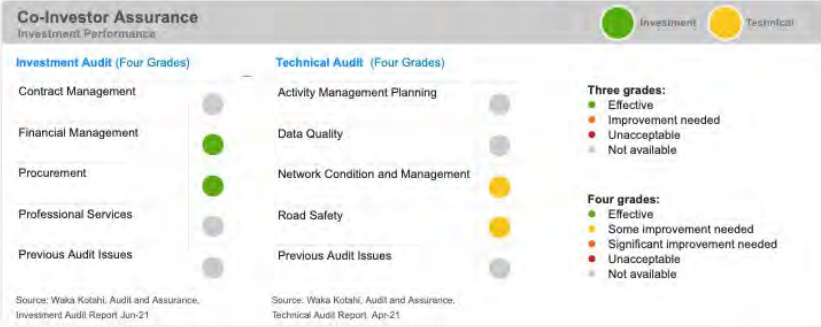 Co-Investor Assurance
Investment Performance
Investment
Technical
Investment Audit (Four Grades)
Contract Management
Financial Management
Procurement
Professional Services
Previous Audit Issues
Source: Waka Kotahi, Audit and Assurance,
Invesment Audit Report Jun-21
Technical Audit (Four Grades)
Activity Management Planning
Data Quality
Network Condition and Management
Road Safety
Previous Audit Issues
Source: Waka Kotahi, Audit and Assurance,
Technical Audit Report Apr-21
Three grades:
Effective
Improvement needed
Unacceptable
Not available
Four grades:
Effective
Some improvement needed
Significant improvement needed
Unacceptable
Not available